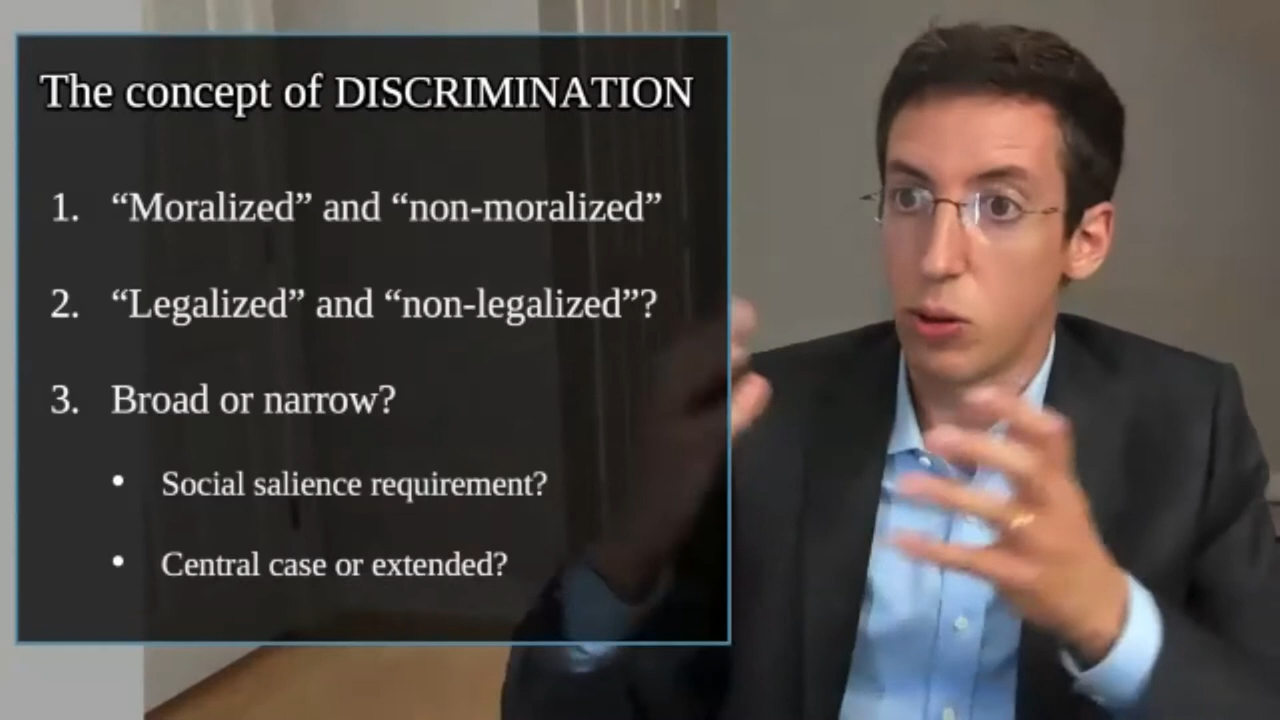 The concept of DISCRIMINATION
1. “Moralized” and “non-moralized”
2. “Legalized” and “non-legalized”?
3. Broad or narrow?
• Social salience requirement?
• Central case or extended?